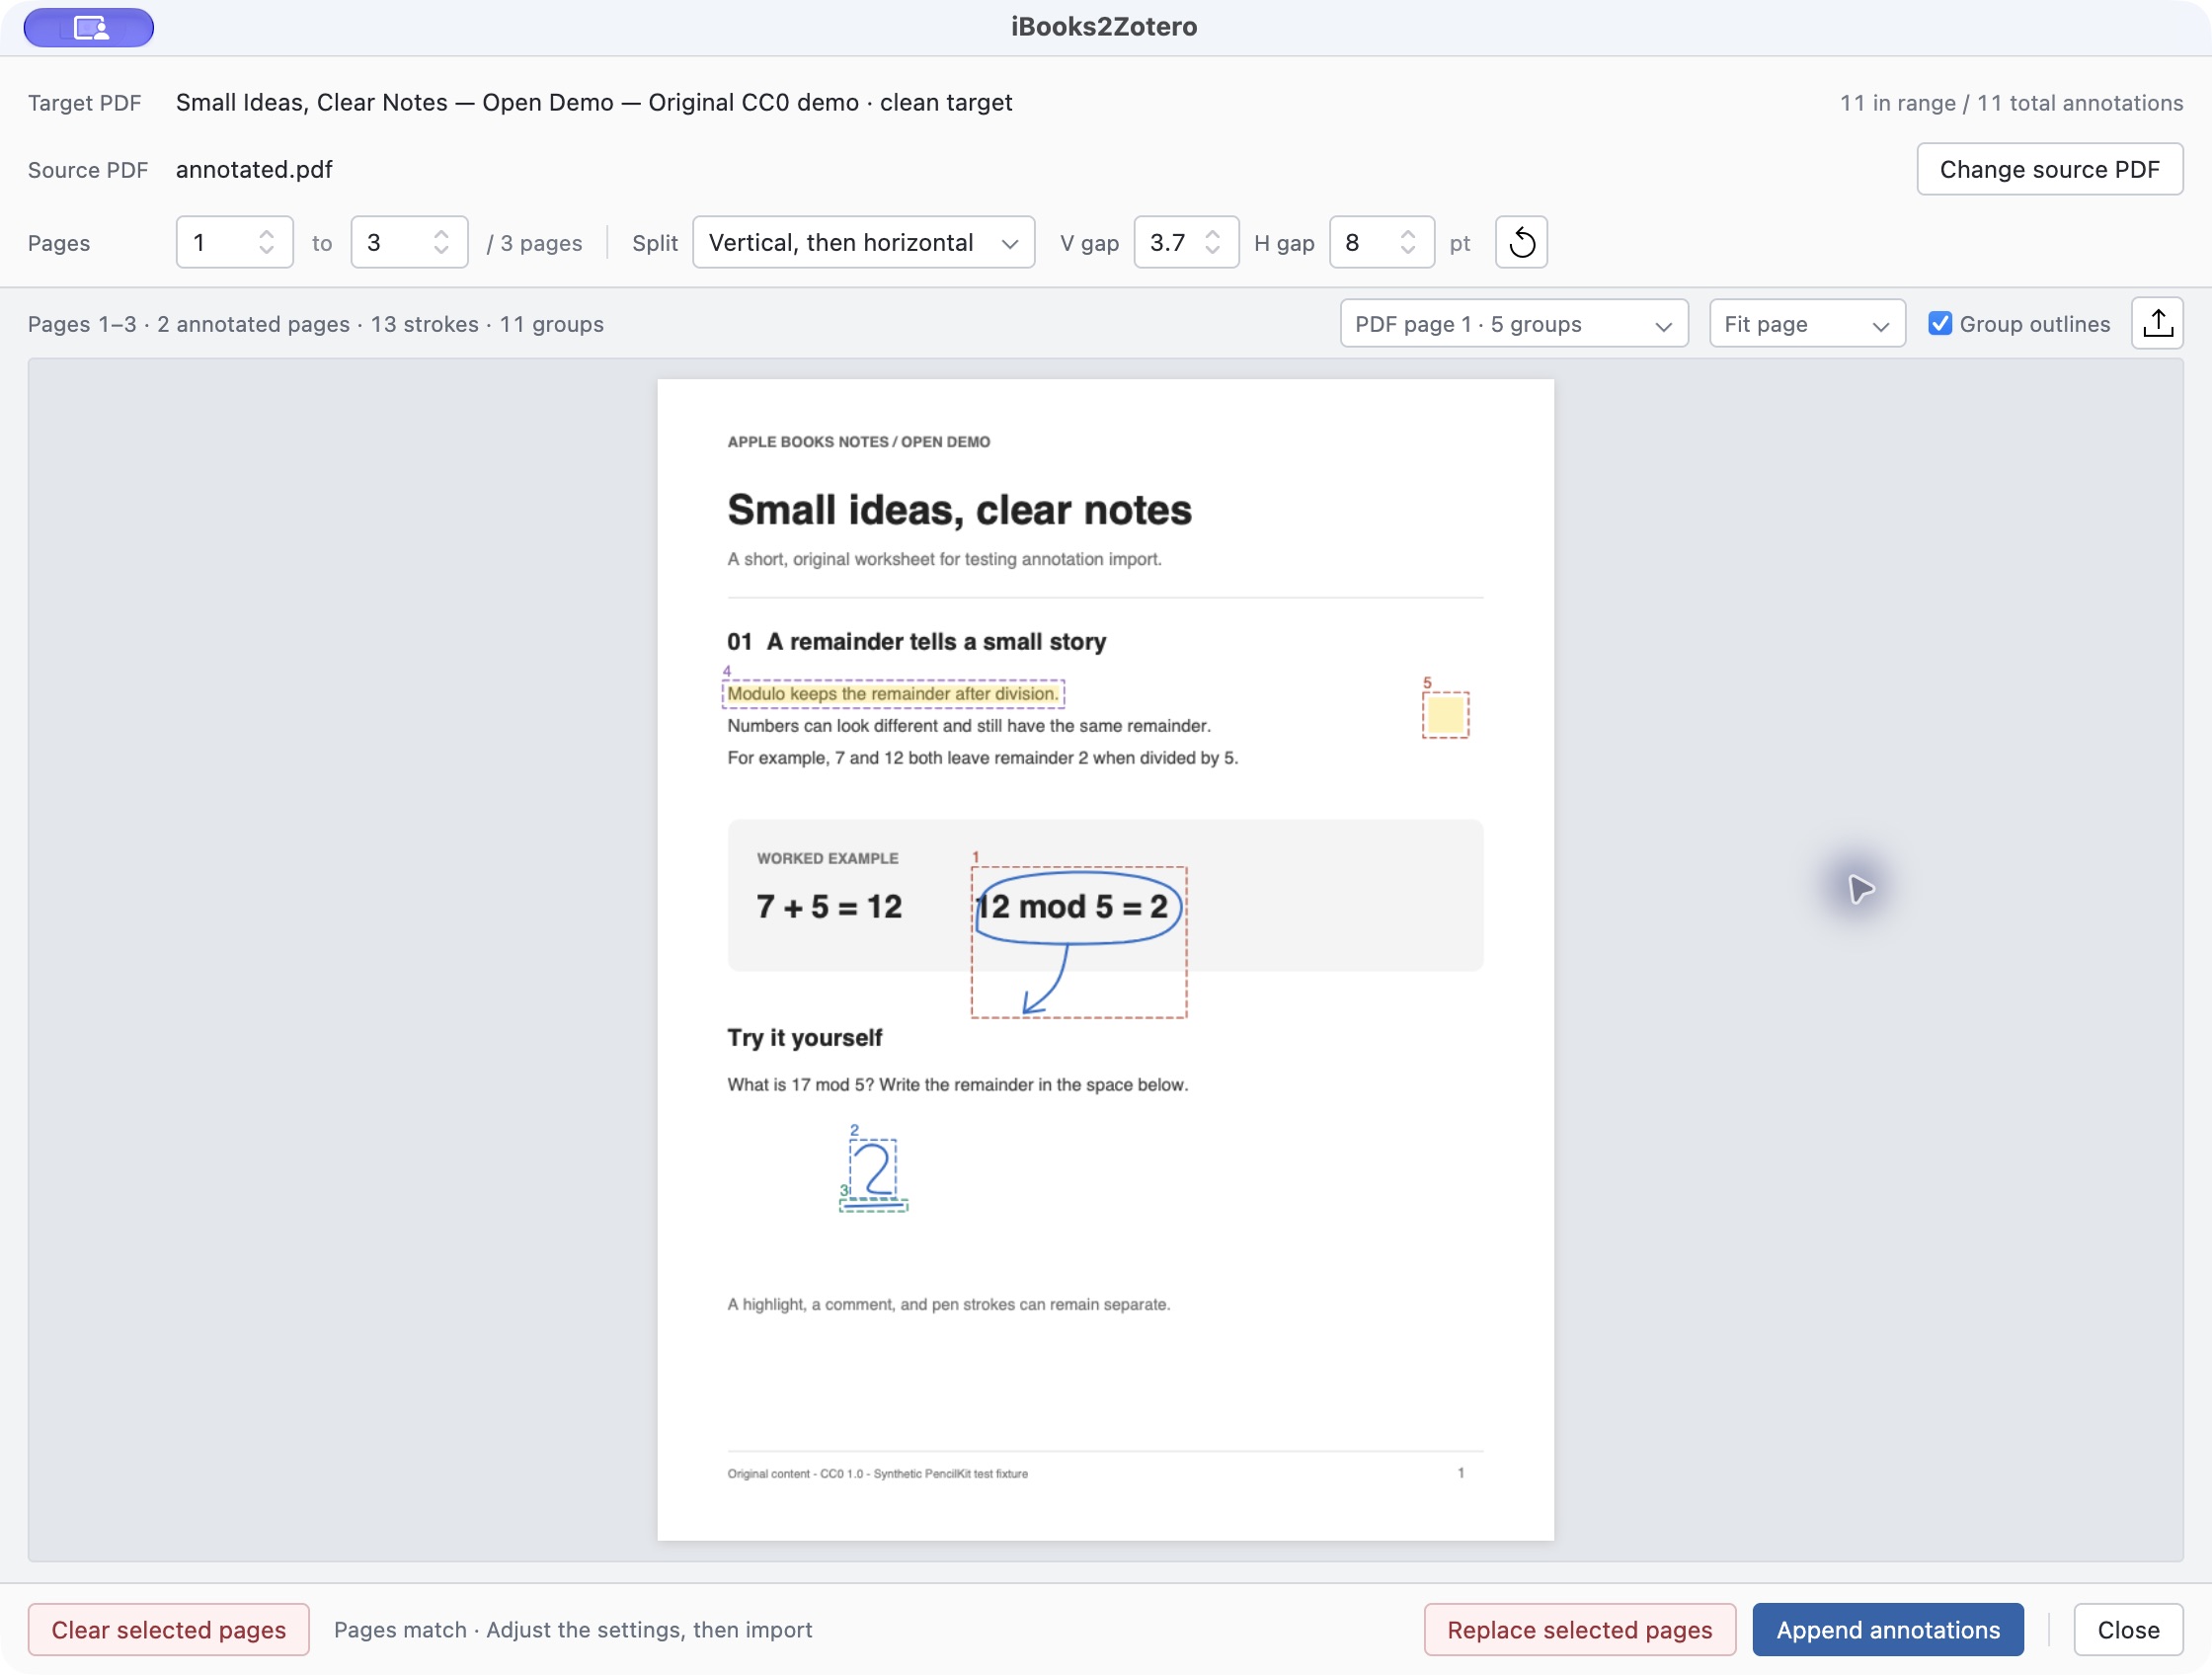 iBooks2Zotero
Target PDF Small Ideas, Clear Notes — Open Demo — Original CC0 demo · clean target 11 in range / 11 total annotations
Source PDF annotated.pdf Change source PDF
Pages 1 to 3 / 3 pages Split Vertical, then horizontal V gap 3.7 H gap 8 pt
Pages 1–3 · 2 annotated pages · 13 strokes · 11 groups PDF page 1 · 5 groups Fit page Group outlines
APPLE BOOKS NOTES / OPEN DEMO
Small ideas, clear notes
A short, original worksheet for testing annotation import.
01 A remainder tells a small story
4
Modulo keeps the remainder after division.
5
Numbers can look different and still have the same remainder.
For example, 7 and 12 both leave remainder 2 when divided by 5.
WORKED EXAMPLE 1
7 + 5 = 12 12 mod 5 = 2
Try it yourself
What is 17 mod 5? Write the remainder in the space below.
2
2
3
A highlight, a comment, and pen strokes can remain separate.
Original content - CC0 1.0 - Synthetic PencilKit test fixture 1
Clear selected pages Pages match · Adjust the settings, then import Replace selected pages Append annotations Close